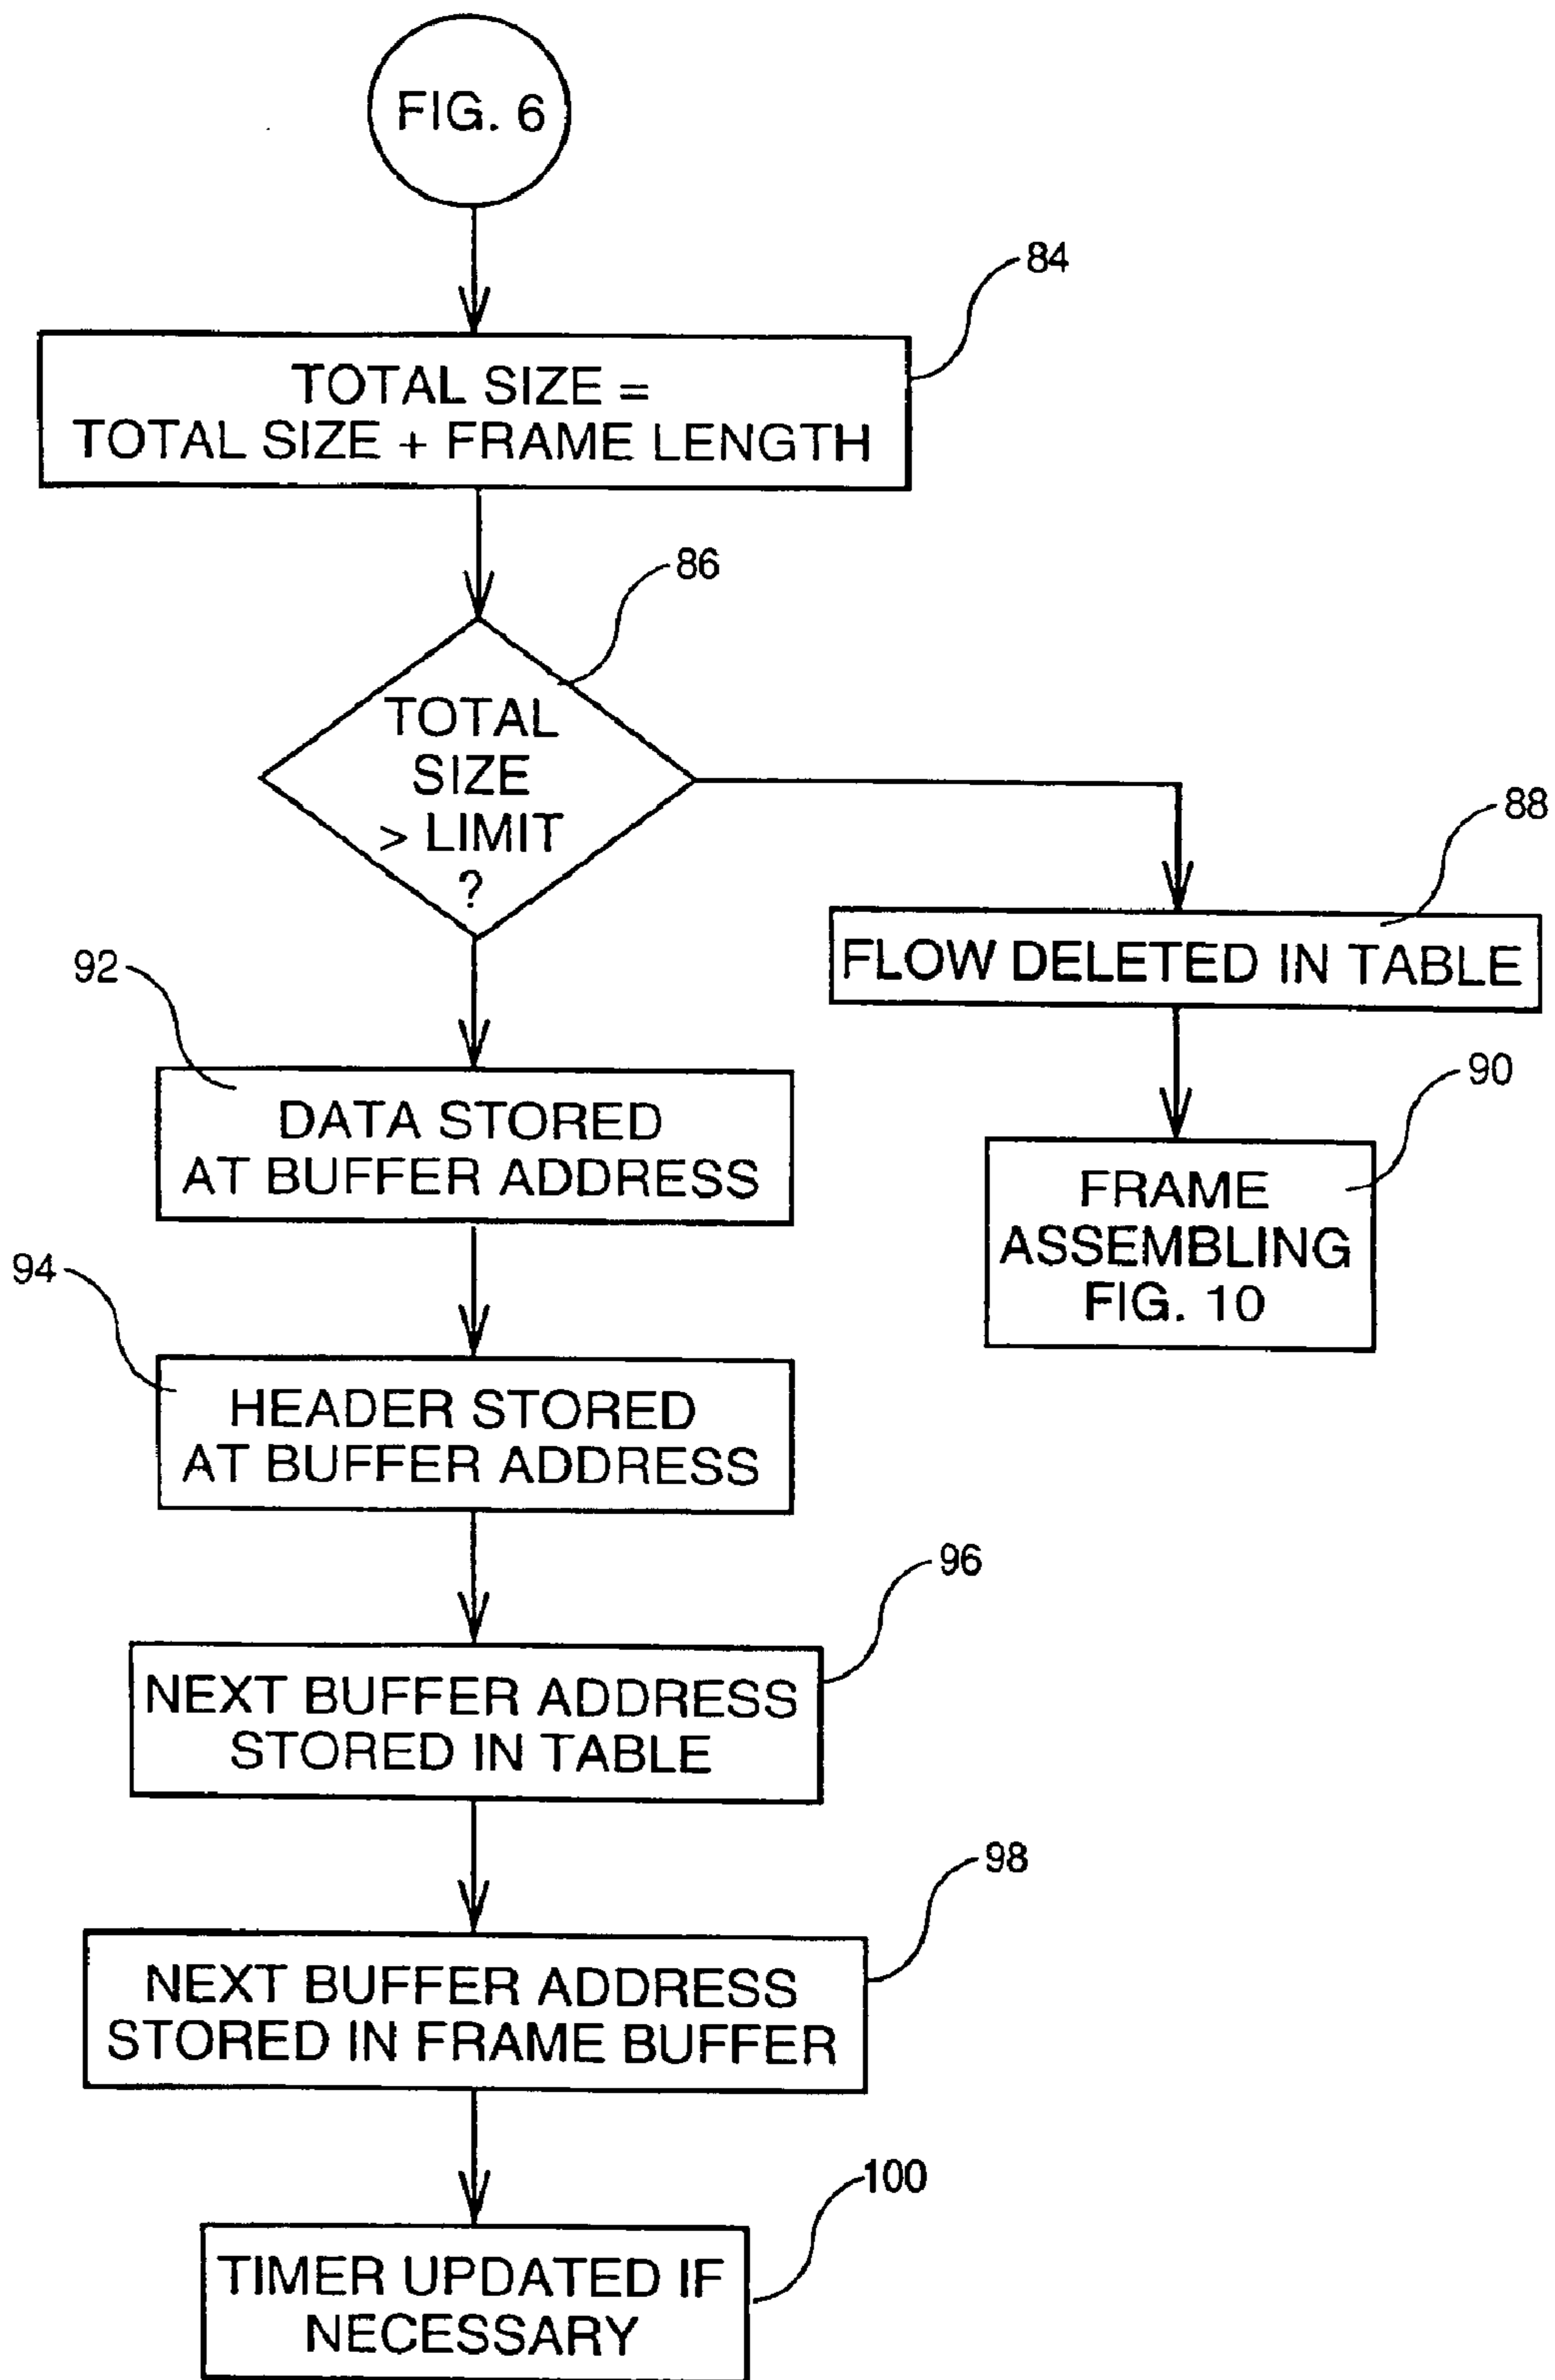 FIG. 6
84
TOTAL SIZE =
TOTAL SIZE + FRAME LENGTH
86
TOTAL
SIZE
> LIMIT
?
88
FLOW DELETED IN TABLE
90
FRAME
ASSEMBLING
FIG. 10
92
DATA STORED
AT BUFFER ADDRESS
94
HEADER STORED
AT BUFFER ADDRESS
96
NEXT BUFFER ADDRESS
STORED IN TABLE
98
NEXT BUFFER ADDRESS
STORED IN FRAME BUFFER
100
TIMER UPDATED IF
NECESSARY